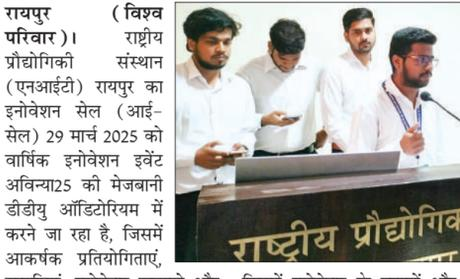 रायपुर (विश्व
परिवार)। राष्ट्रीय
प्रौद्योगिकी संस्थान
(एनआईटी) रायपुर का
इनोवेशन सेल (आई-
सेल) 29 मार्च 2025 को
वार्षिक इनोवेशन इवेंट
अविन्या25 की मेजबानी
डीडीयु ऑडिटोरियम में
करने जा रहा है, जिसमें
आकर्षक प्रतियोगिताएं,
राष्ट्रीय प्रौद्योगिक